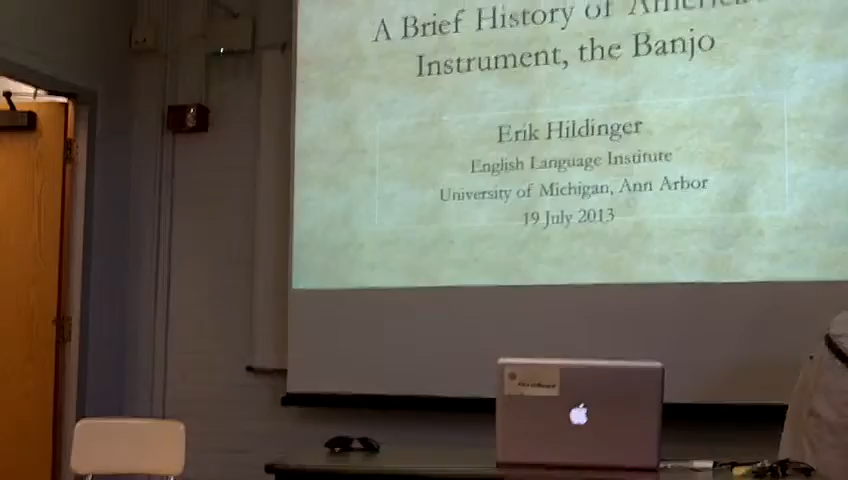 A Brief History of
Instrument, the Banjo
Erik Hildinger
English Language Institute
University of Michigan, Ann Arbor
19 July 2013